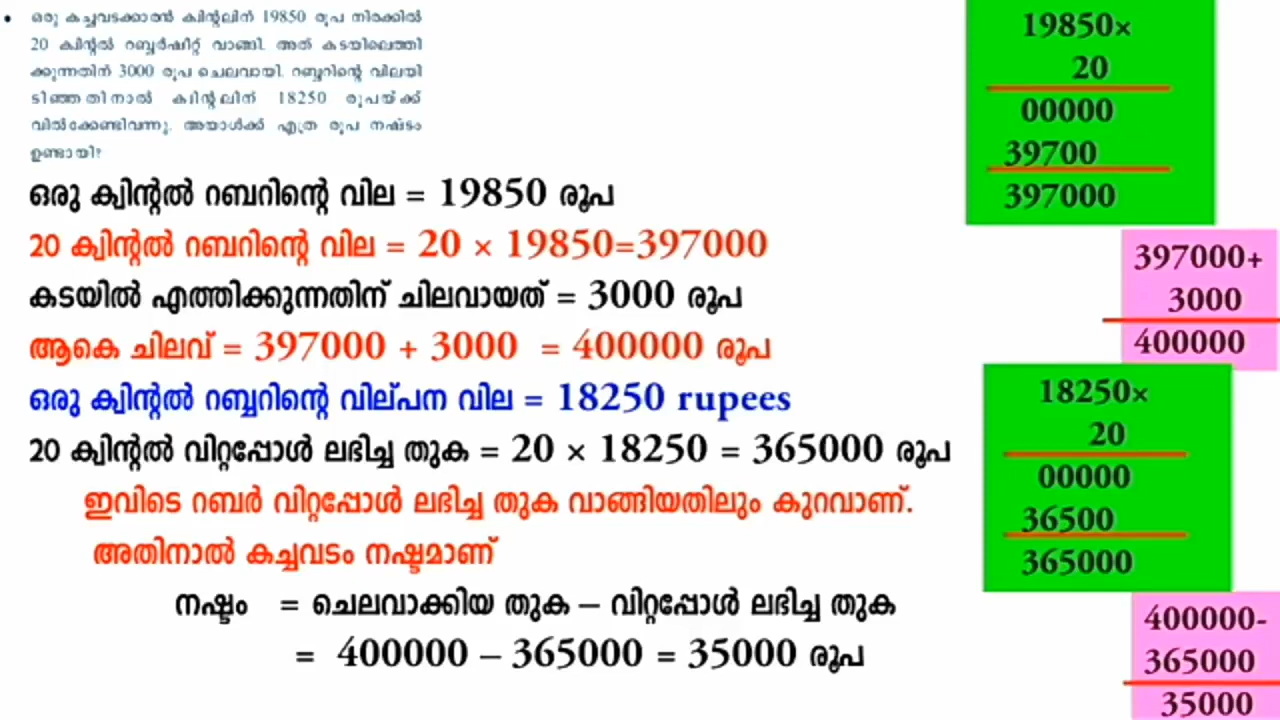 • ഒരു കച്ചവടക്കാരൻ ക്വിന്റലിന് 19850 രൂപ നിരക്കിൽ
20 ക്വിന്റൽ റബ്ബർഷീറ്റ് വാങ്ങി. അത് കടയിലെത്തി
ക്കുന്നതിന് 3000 രൂപ ചെലവായി. റബ്ബറിന്റെ വിലയി
ടിഞ്ഞതിനാൽ ക്വിന്റലിന് 18250 രൂപയ്ക്ക്
വിൽക്കേണ്ടിവന്നു. അയാൾക്ക് എത്ര രൂപ നഷ്ടം
ഉണ്ടായി?
ഒരു ക്വിന്റൽ റബറിന്റെ വില = 19850 രൂപ
20 ക്വിന്റൽ റബറിന്റെ വില = 20 × 19850=397000
കടയിൽ എത്തിക്കുന്നതിന് ചിലവായത് = 3000 രൂപ
ആകെ ചിലവ് = 397000 + 3000 = 400000 രൂപ
ഒരു ക്വിന്റൽ റബ്ബറിന്റെ വില്പന വില = 18250 rupees
20 ക്വിന്റൽ വിറ്റപ്പോൾ ലഭിച്ച തുക = 20 × 18250 = 365000 രൂപ
ഇവിടെ റബർ വിറ്റപ്പോൾ ലഭിച്ച തുക വാങ്ങിയതിലും കുറവാണ്.
അതിനാൽ കച്ചവടം നഷ്ടമാണ്
നഷ്ടം = ചെലവാക്കിയ തുക – വിറ്റപ്പോൾ ലഭിച്ച തുക
= 400000 – 365000 = 35000 രൂപ
19850×
20
00000
39700
397000
397000+
3000
400000
18250×
20
00000
36500
365000
400000-
365000
35000